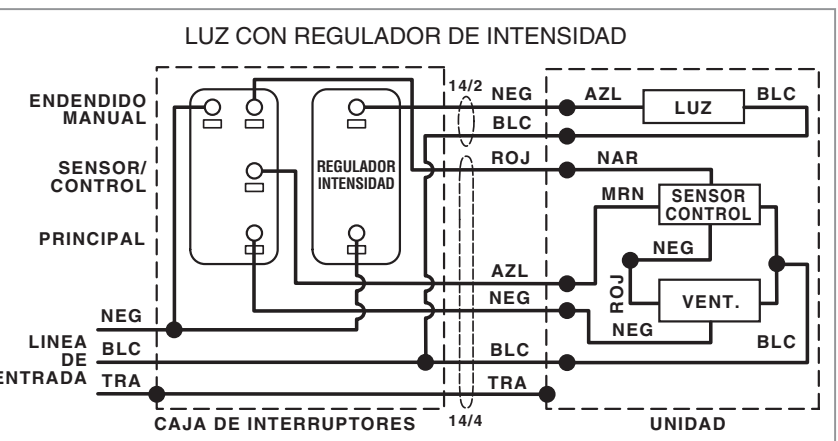 LUZ CON REGULADOR DE INTENSIDAD
ENDENDIDO
MANUAL
SENSOR/
CONTROL
PRINCIPAL
REGULADOR
INTENSIDAD
14/2
NEG
AZL
LUZ
BLC
BLC
ROJ
NAR
MRN
SENSOR
CONTROL
NEG
AZL
ROJ
VENT.
NEG
NEG
BLC
NEG
LINEA
DE
ENTRADA
BLC
BLC
TRA
TRA
CAJA DE INTERRUPTORES
14/4
UNIDAD